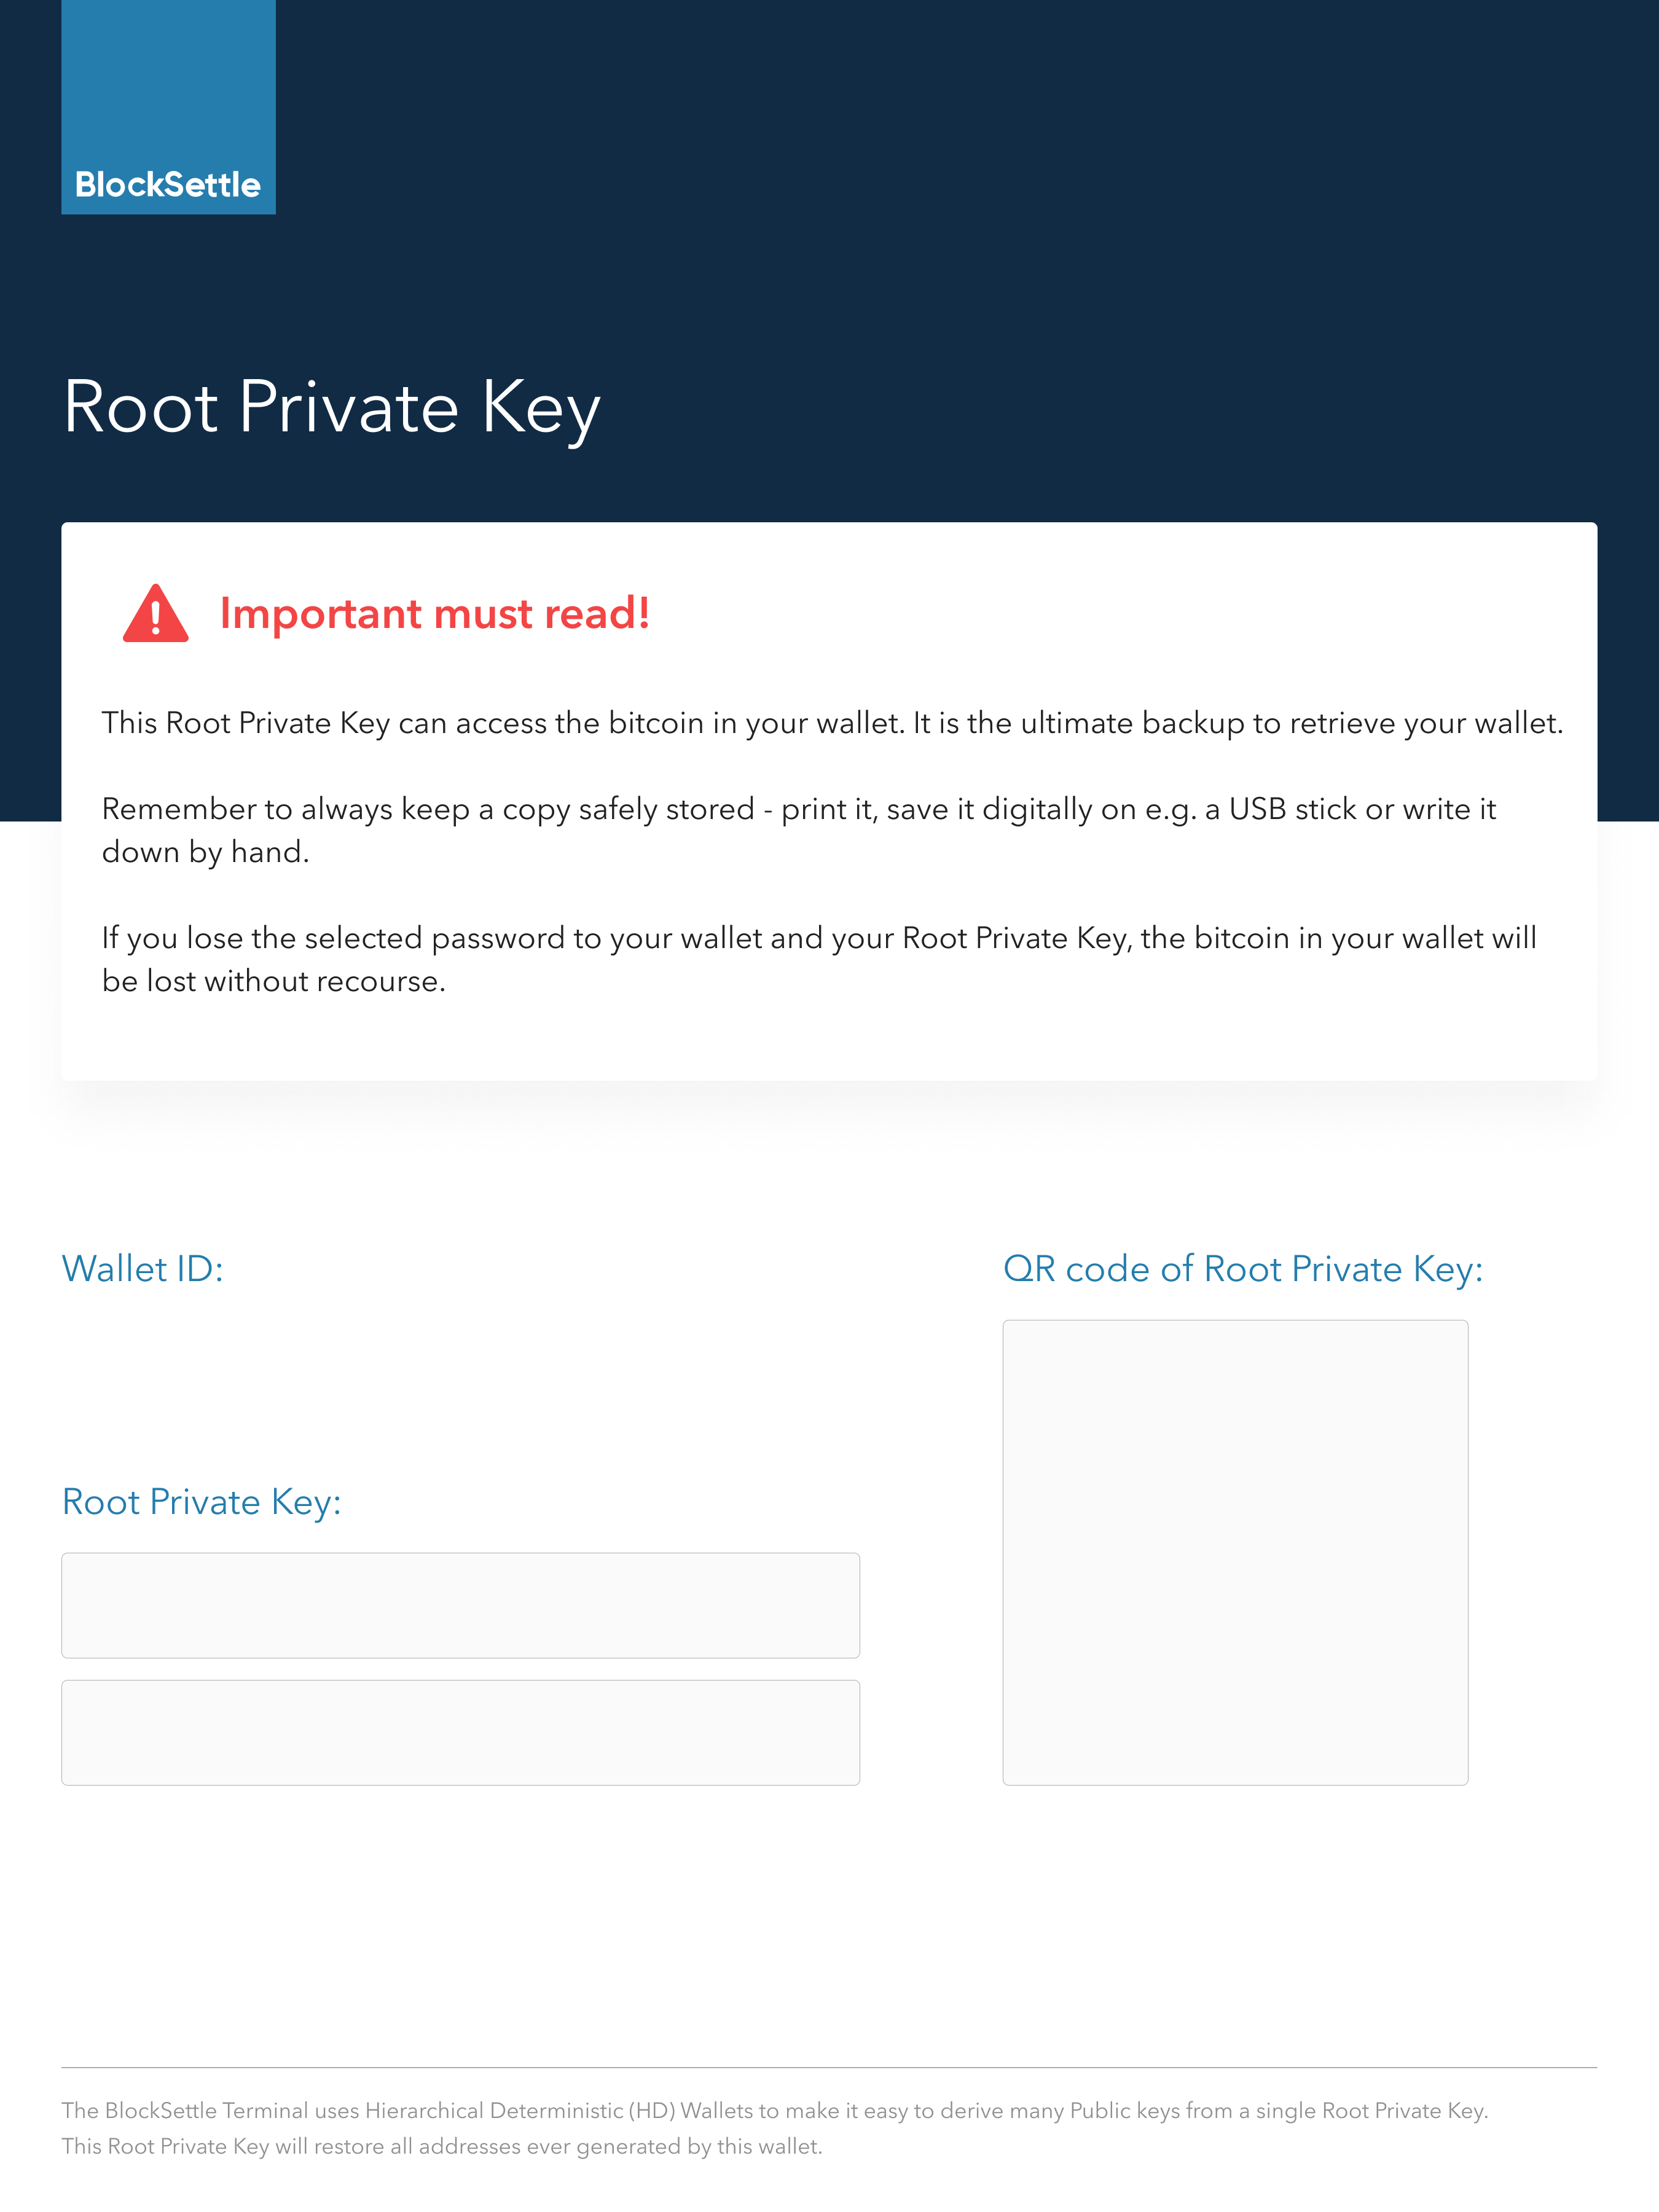 BlockSettle
Root Private Key
Important must read!
This Root Private Key can access the bitcoin in your wallet. It is the ultimate backup to retrieve your wallet.
Remember to always keep a copy safely stored - print it, save it digitally on e.g. a USB stick or write it
down by hand.
If you lose the selected password to your wallet and your Root Private Key, the bitcoin in your wallet will
be lost without recourse.
Wallet ID:
QR code of Root Private Key:
Root Private Key:
The BlockSettle Terminal uses Hierarchical Deterministic (HD) Wallets to make it easy to derive many Public keys from a single Root Private Key.
This Root Private Key will restore all addresses ever generated by this wallet.